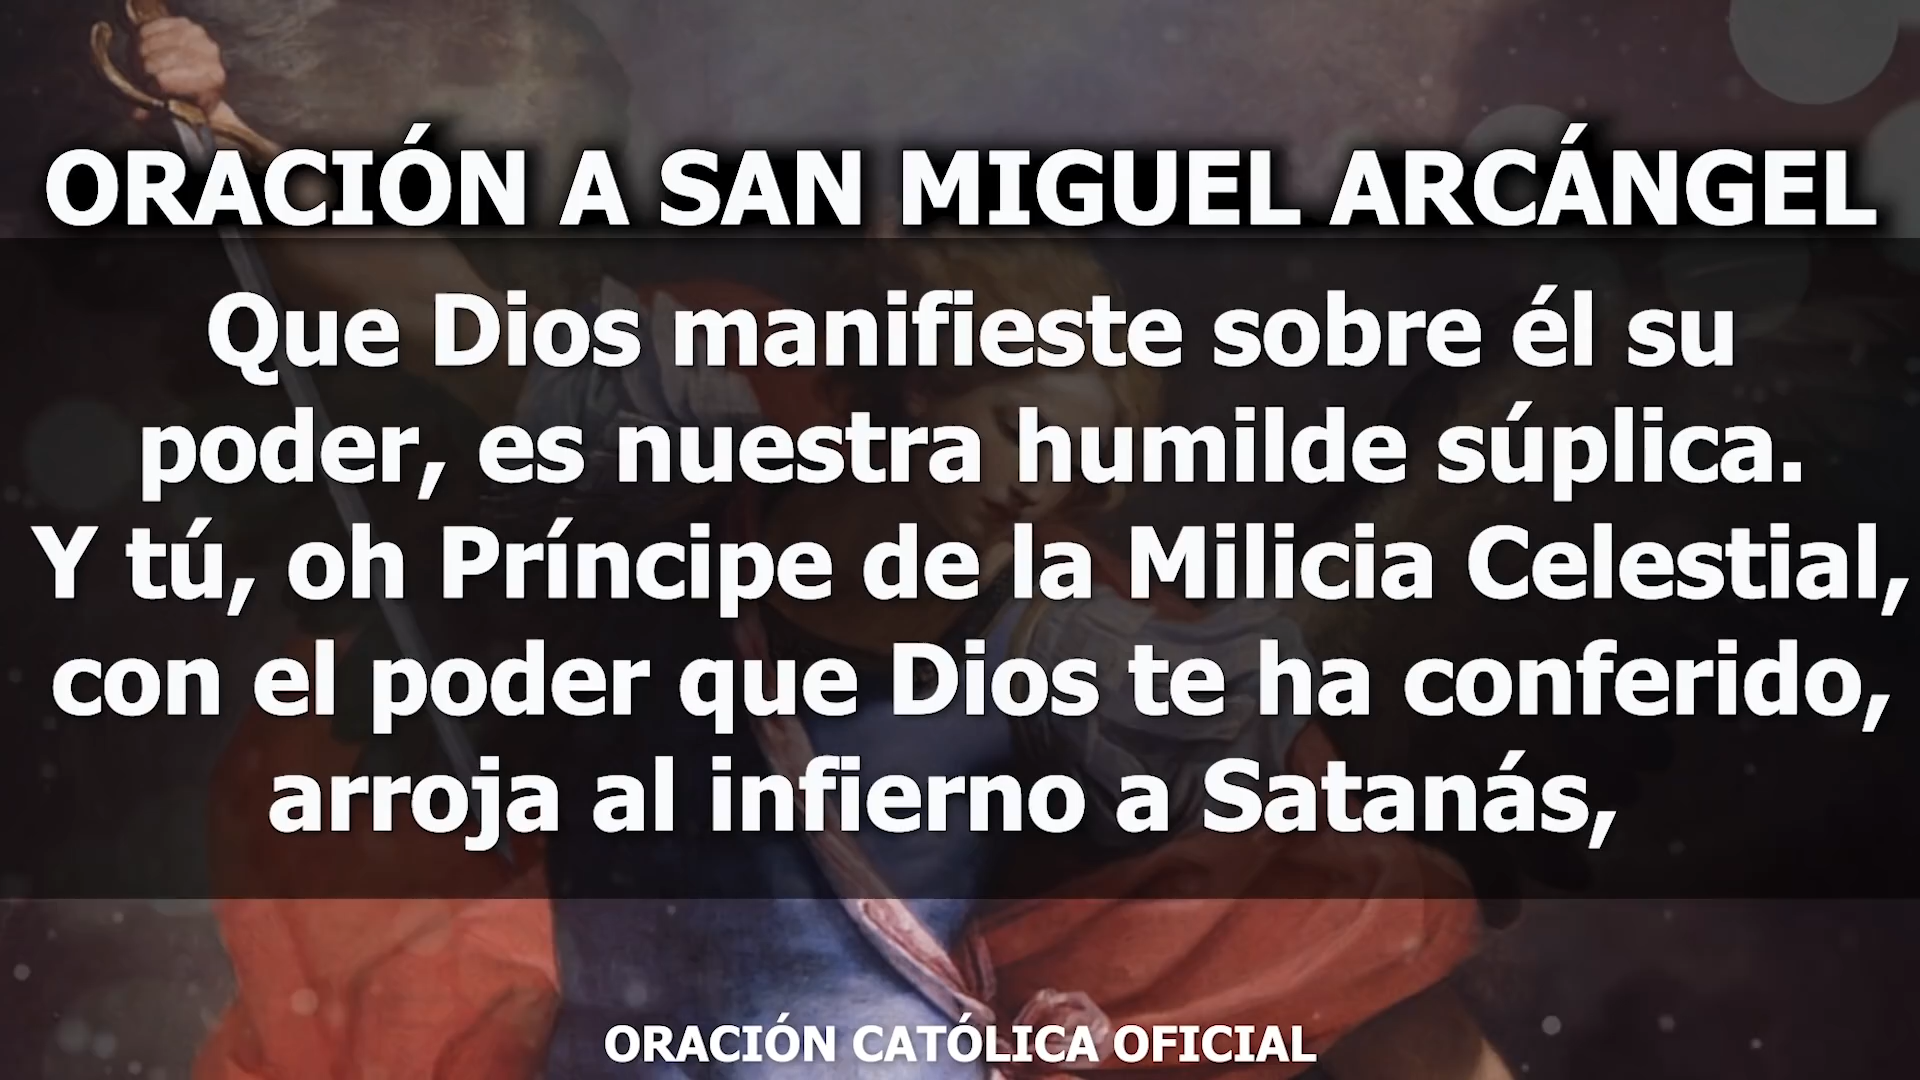 ORACIÓN A SAN MIGUEL ARCÁNGEL
Que Dios manifieste sobre él su
poder, es nuestra humilde súplica.
Y tú, oh Príncipe de la Milicia Celestial,
con el poder que Dios te ha conferido,
arroja al infierno a Satanás,
ORACIÓN CATÓLICA OFICIAL